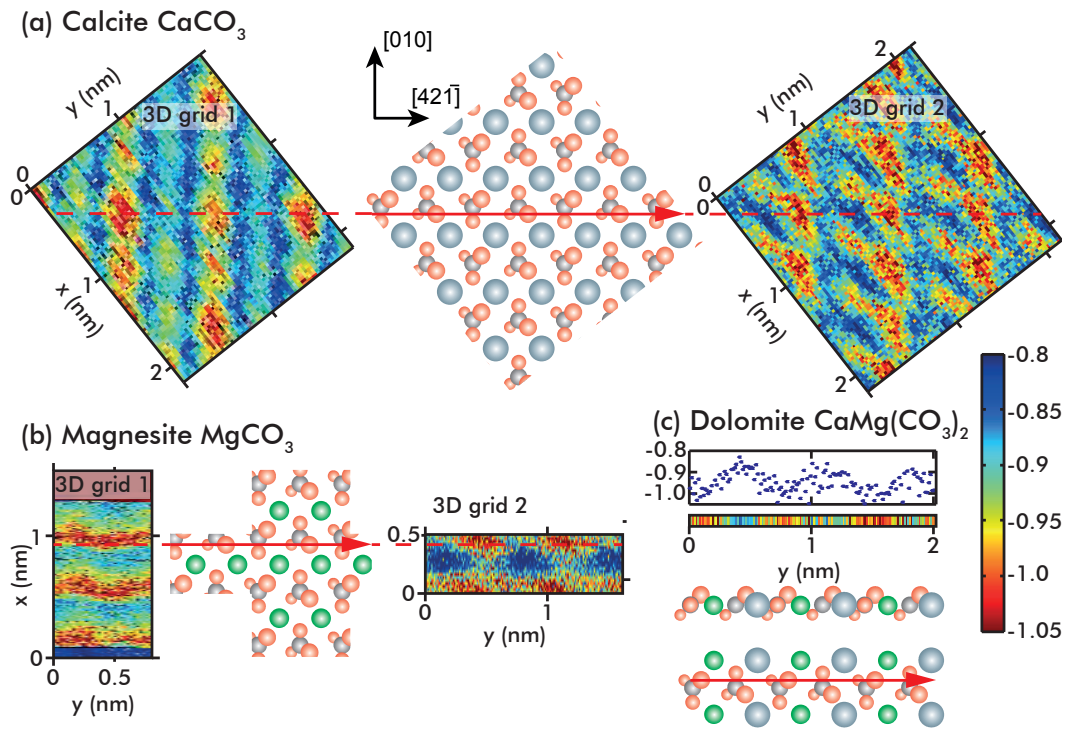 (a) Calcite CaCO3
[010]
[421̄]
3D grid 1
y (nm)
1
0
0
1
x (nm)
2
3D grid 2
2
y (nm)
1
0
0
1
x (nm)
2
-0.8
-0.85
-0.9
-0.95
-1.0
-1.05
(b) Magnesite MgCO3
3D grid 1
1
x (nm)
0
0 0.5
y (nm)
3D grid 2
0.5
0
0 1
y (nm)
(c) Dolomite CaMg(CO3)2
-0.8
-0.9
-1.0
0 1 2
y (nm)